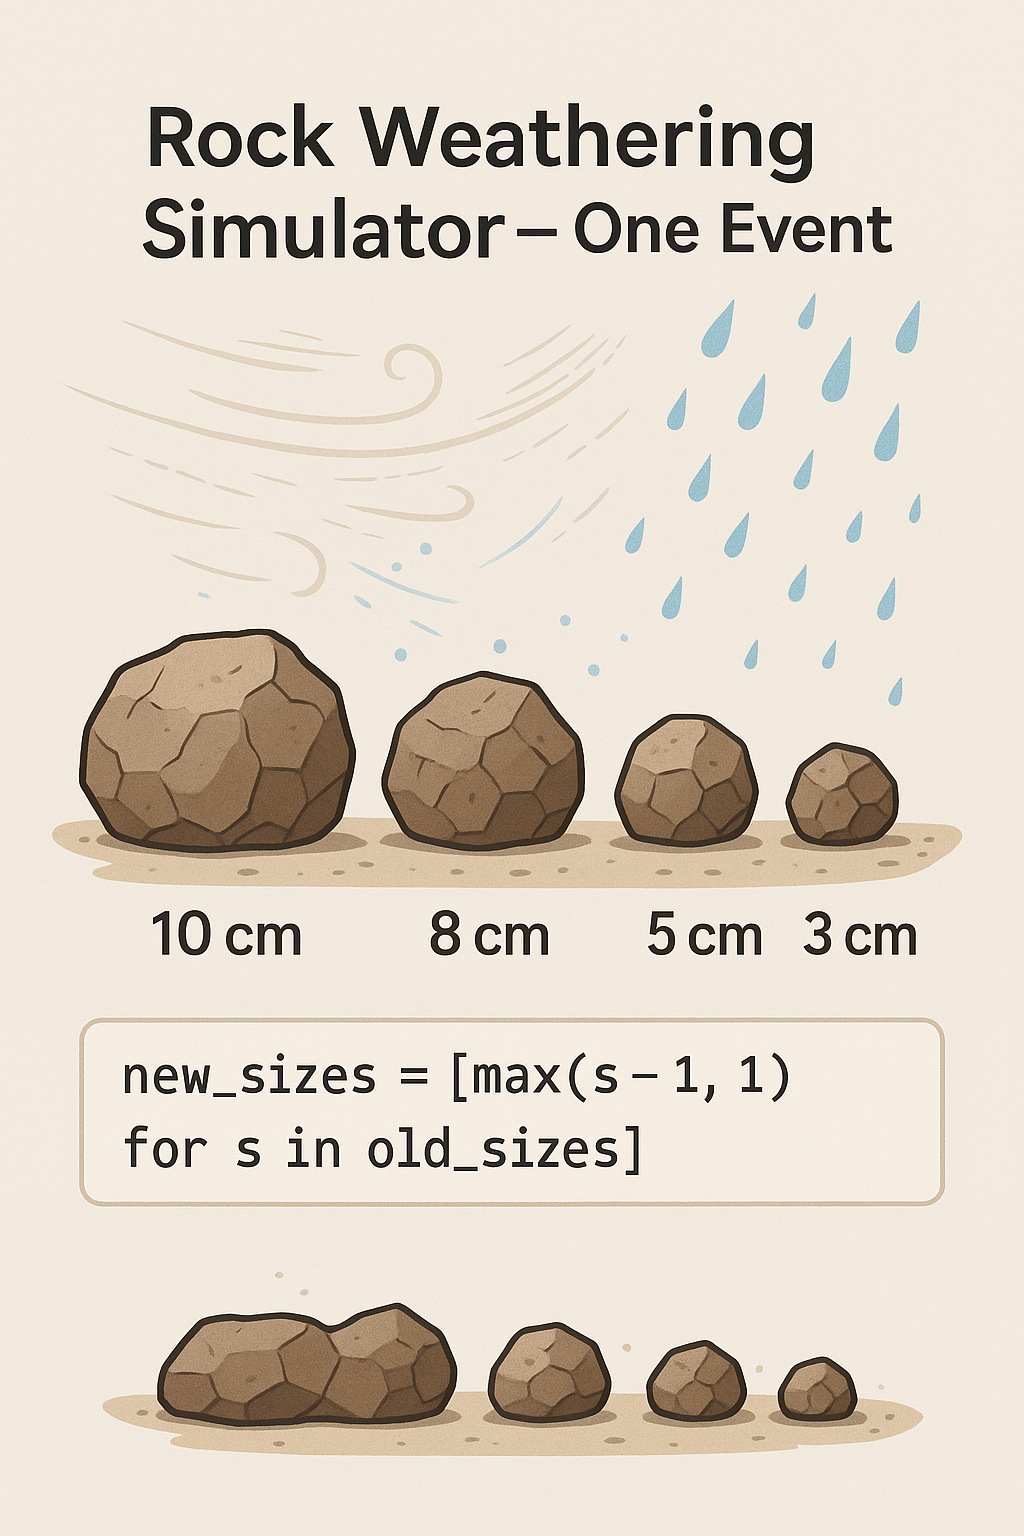 Rock Weathering
Simulator – One Event
10 cm 8 cm 5 cm 3 cm
new_sizes = [max(s – 1, 1)
for s in old_sizes]